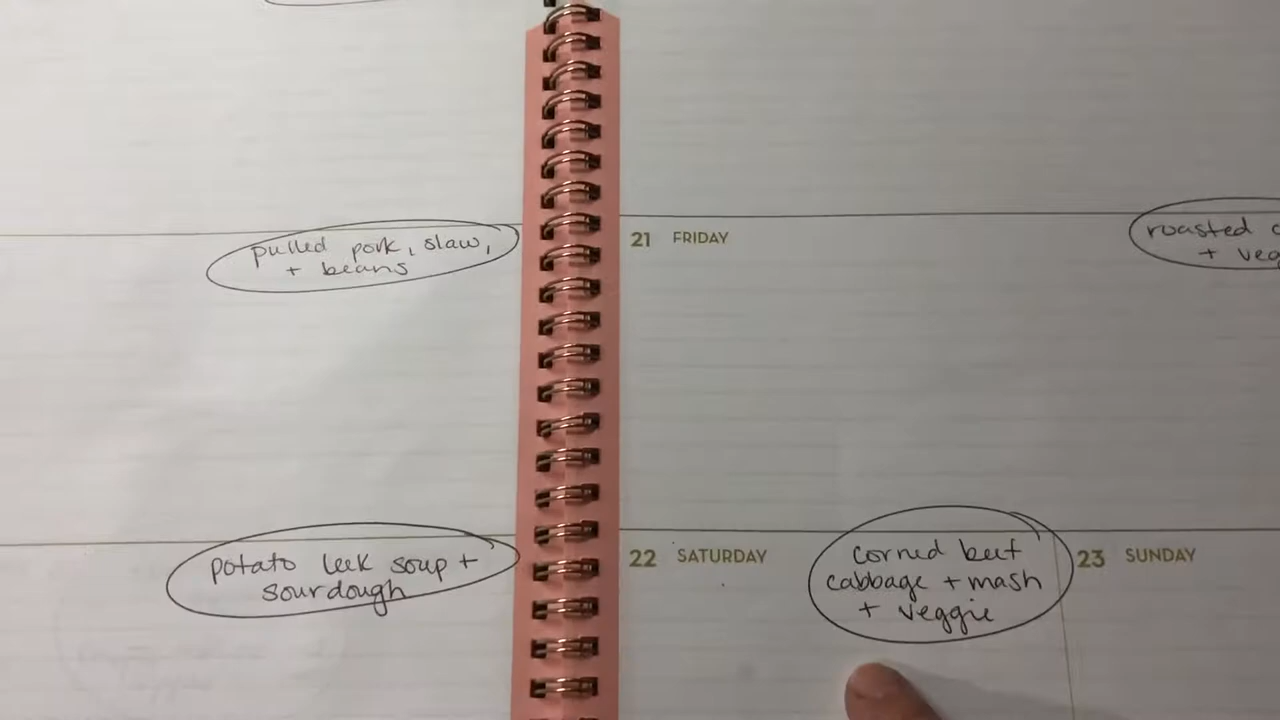 pulled pork, slaw,
+ beans
potato leek soup +
sourdough
21 FRIDAY
roasted
+ veg
22 SATURDAY
corned beef
cabbage + mash
+ veggie
23 SUNDAY